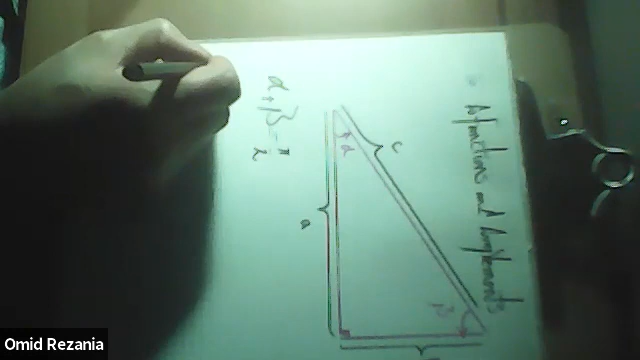 Cofunctions and Complements
c
α
a
β
α + β = π/2
Omid Rezania